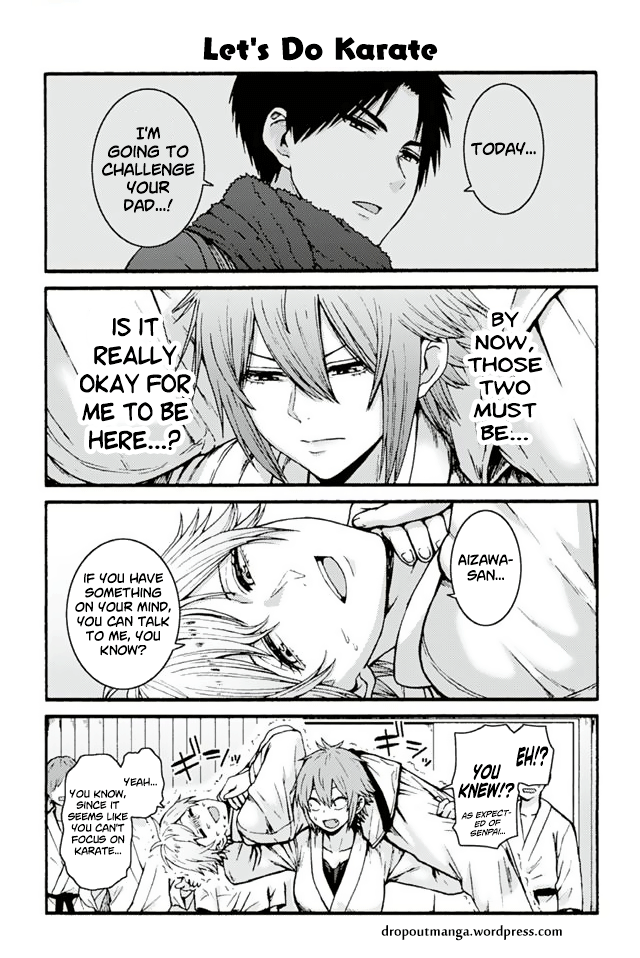 Let's Do Karate
TODAY...
I'M
GOING TO
CHALLENGE
YOUR
DAD...!
BY
NOW,
THOSE
TWO
MUST
BE...
IS IT
REALLY
OKAY FOR
ME TO BE
HERE...?
AIZAWA-
SAN...
IF YOU HAVE
SOMETHING
ON YOUR MIND,
YOU CAN TALK
TO ME, YOU
KNOW?
EH!?
YOU
KNEW!?
AS EXPECT-
ED OF
SENPAI...
YEAH...
YOU KNOW,
SINCE IT
SEEMS LIKE
YOU CAN'T
FOCUS ON
KARATE...
dropoutmanga.wordpress.com